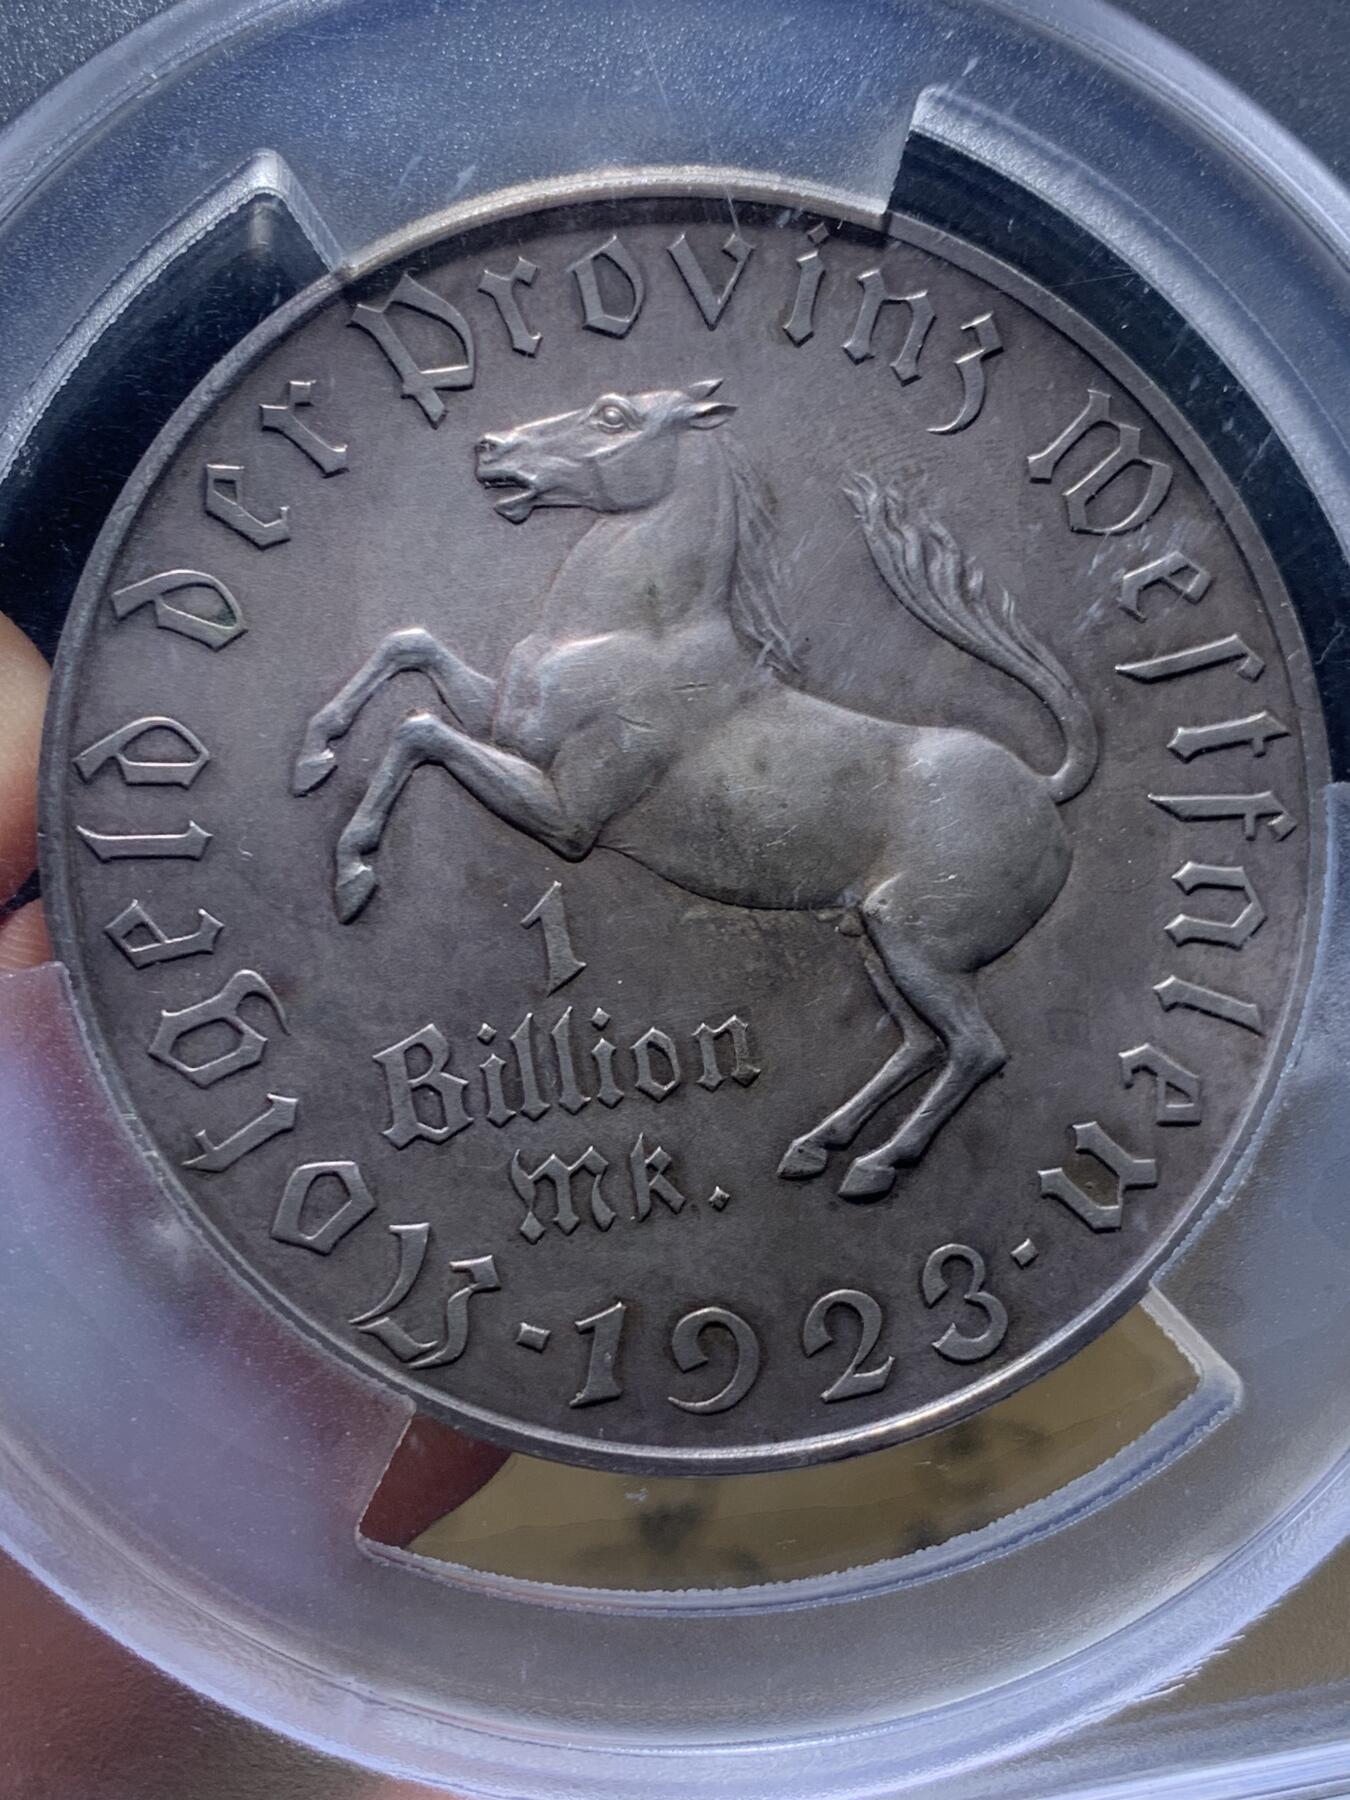 Notgeld der Provinz Westfalen
1
Billion
Mk.
· 1923 ·